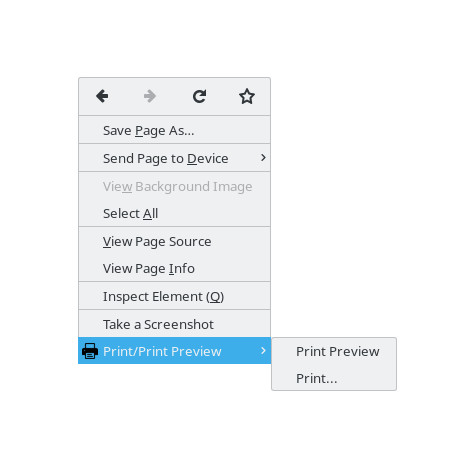 Save Page As...
Send Page to Device
View Background Image
Select All
View Page Source
View Page Info
Inspect Element (Q)
Take a Screenshot
Print/Print Preview
Print Preview
Print...